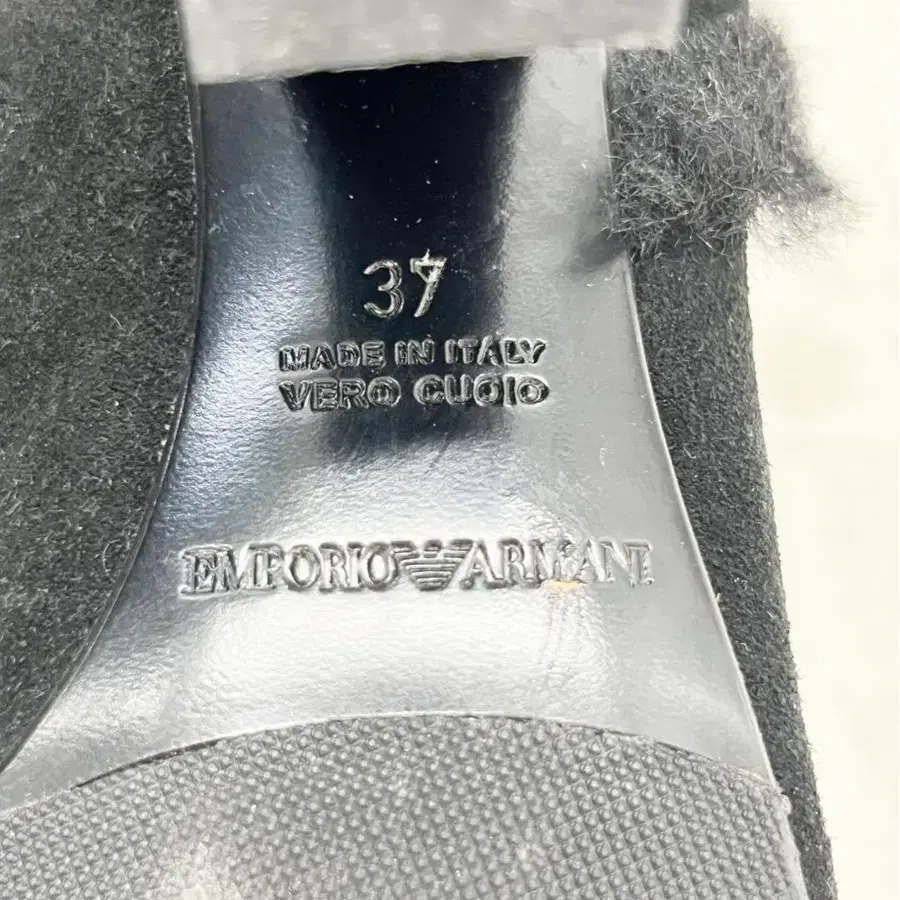 37
MADE IN ITALY
VERO CUOIO
EMPORIO ARMANI